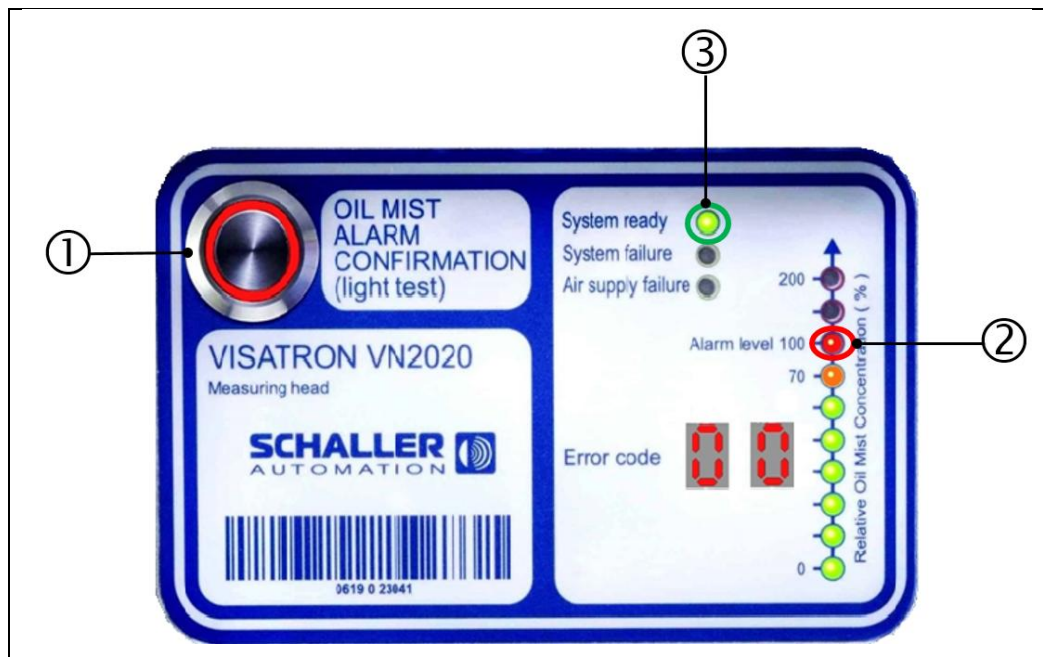 ③
①
②
OIL MIST
ALARM
CONFIRMATION
(light test)
VISATRON VN2020
Measuring head
SCHALLER
AUTOMATION
0619 0 23041
System ready
System failure
Air supply failure
200
Alarm level 100
70
0
Relative Oil Mist Concentration (%)
Error code 00